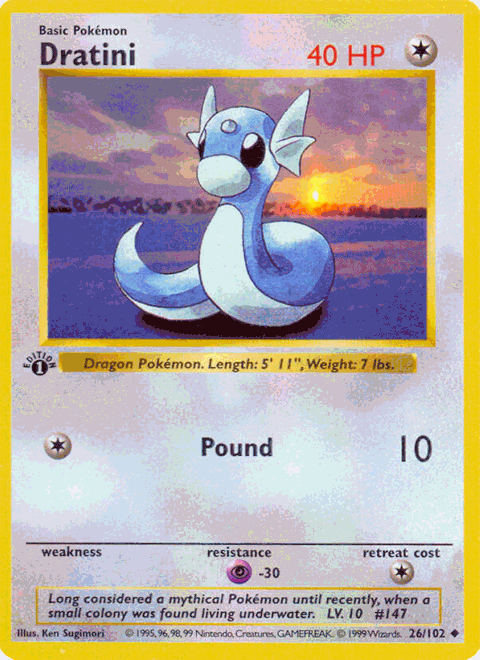 Basic Pokémon
Dratini 40 HP
EDITION
1
Dragon Pokémon. Length: 5' 11", Weight: 7 lbs.
Pound 10
weakness resistance retreat cost
-30
Long considered a mythical Pokémon until recently, when a
small colony was found living underwater. LV. 10 #147
Illus. Ken Sugimori © 1995, 96, 98, 99 Nintendo, Creatures, GAMEFREAK. © 1999 Wizards. 26/102